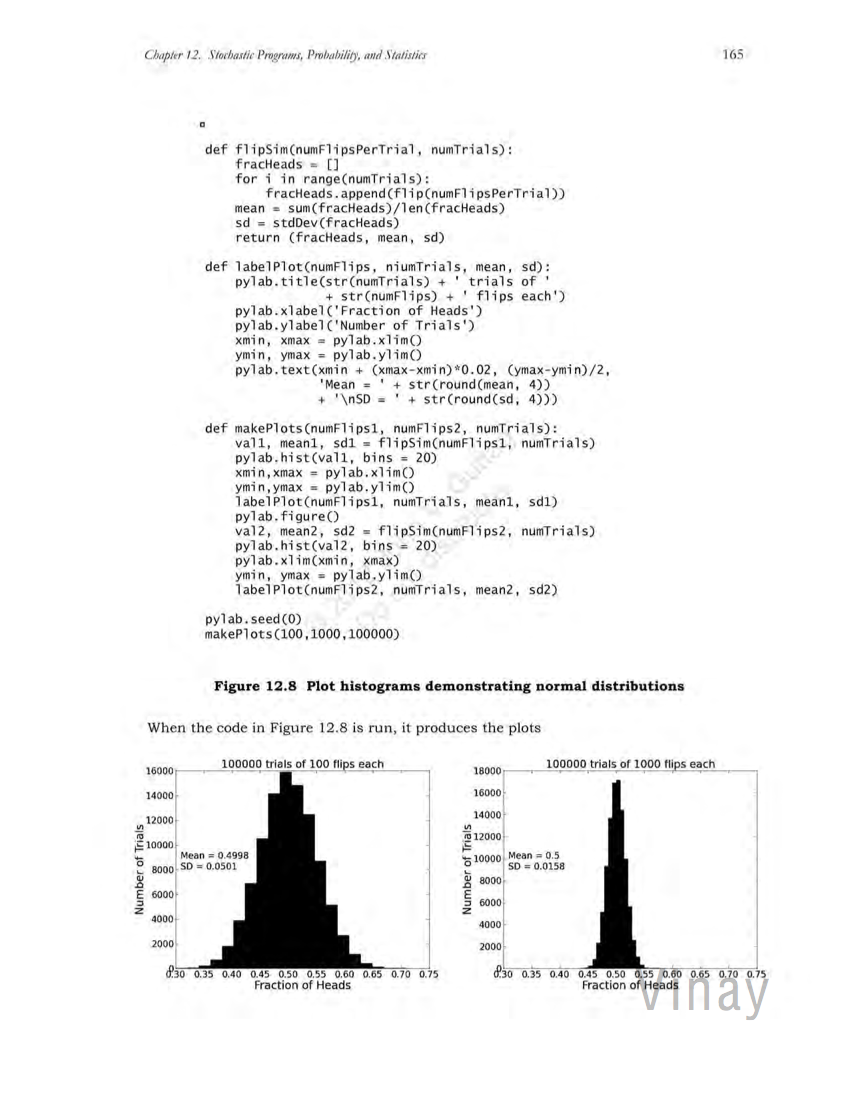 Chapter 12. Stochastic Programs, Probability, and Statistics 165
def flipSim(numFlipsPerTrial, numTrials):
    fracHeads = []
    for i in range(numTrials):
        fracHeads.append(flip(numFlipsPerTrial))
    mean = sum(fracHeads)/len(fracHeads)
    sd = stdDev(fracHeads)
    return (fracHeads, mean, sd)
def labelPlot(numFlips, niumTrials, mean, sd):
    pylab.title(str(numTrials) + ' trials of '
                + str(numFlips) + ' flips each')
    pylab.xlabel('Fraction of Heads')
    pylab.ylabel('Number of Trials')
    xmin, xmax = pylab.xlim()
    ymin, ymax = pylab.ylim()
    pylab.text(xmin + (xmax-xmin)*0.02, (ymax-ymin)/2,
               'Mean = ' + str(round(mean, 4))
               + '\nSD = ' + str(round(sd, 4)))
def makePlots(numFlips1, numFlips2, numTrials):
    val1, mean1, sd1 = flipSim(numFlips1, numTrials)
    pylab.hist(val1, bins = 20)
    xmin,xmax = pylab.xlim()
    ymin,ymax = pylab.ylim()
    labelPlot(numFlips1, numTrials, mean1, sd1)
    pylab.figure()
    val2, mean2, sd2 = flipSim(numFlips2, numTrials)
    pylab.hist(val2, bins = 20)
    pylab.xlim(xmin, xmax)
    ymin, ymax = pylab.ylim()
    labelPlot(numFlips2, numTrials, mean2, sd2)
pylab.seed(0)
makePlots(100,1000,100000)
Figure 12.8 Plot histograms demonstrating normal distributions
When the code in Figure 12.8 is run, it produces the plots
100000 trials of 100 flips each
16000
14000
12000
10000
8000
6000
4000
2000
0
Number of Trials
Mean = 0.4998
SD = 0.0501
0.30 0.35 0.40 0.45 0.50 0.55 0.60 0.65 0.70 0.75
Fraction of Heads
100000 trials of 1000 flips each
18000
16000
14000
12000
10000
8000
6000
4000
2000
0
Number of Trials
Mean = 0.5
SD = 0.0158
0.30 0.35 0.40 0.45 0.50 0.55 0.60 0.65 0.70 0.75
Fraction of Heads
vinay